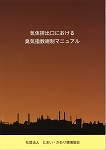 気体排出口における
臭気指数規制マニュアル
社団法人　におい・かおり環境協会